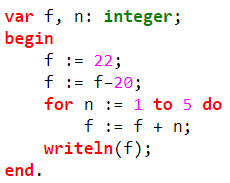 var f, n: integer;
begin
    f := 22;
    f := f-20;
    for n := 1 to 5 do
        f := f + n;
    writeln(f);
end.